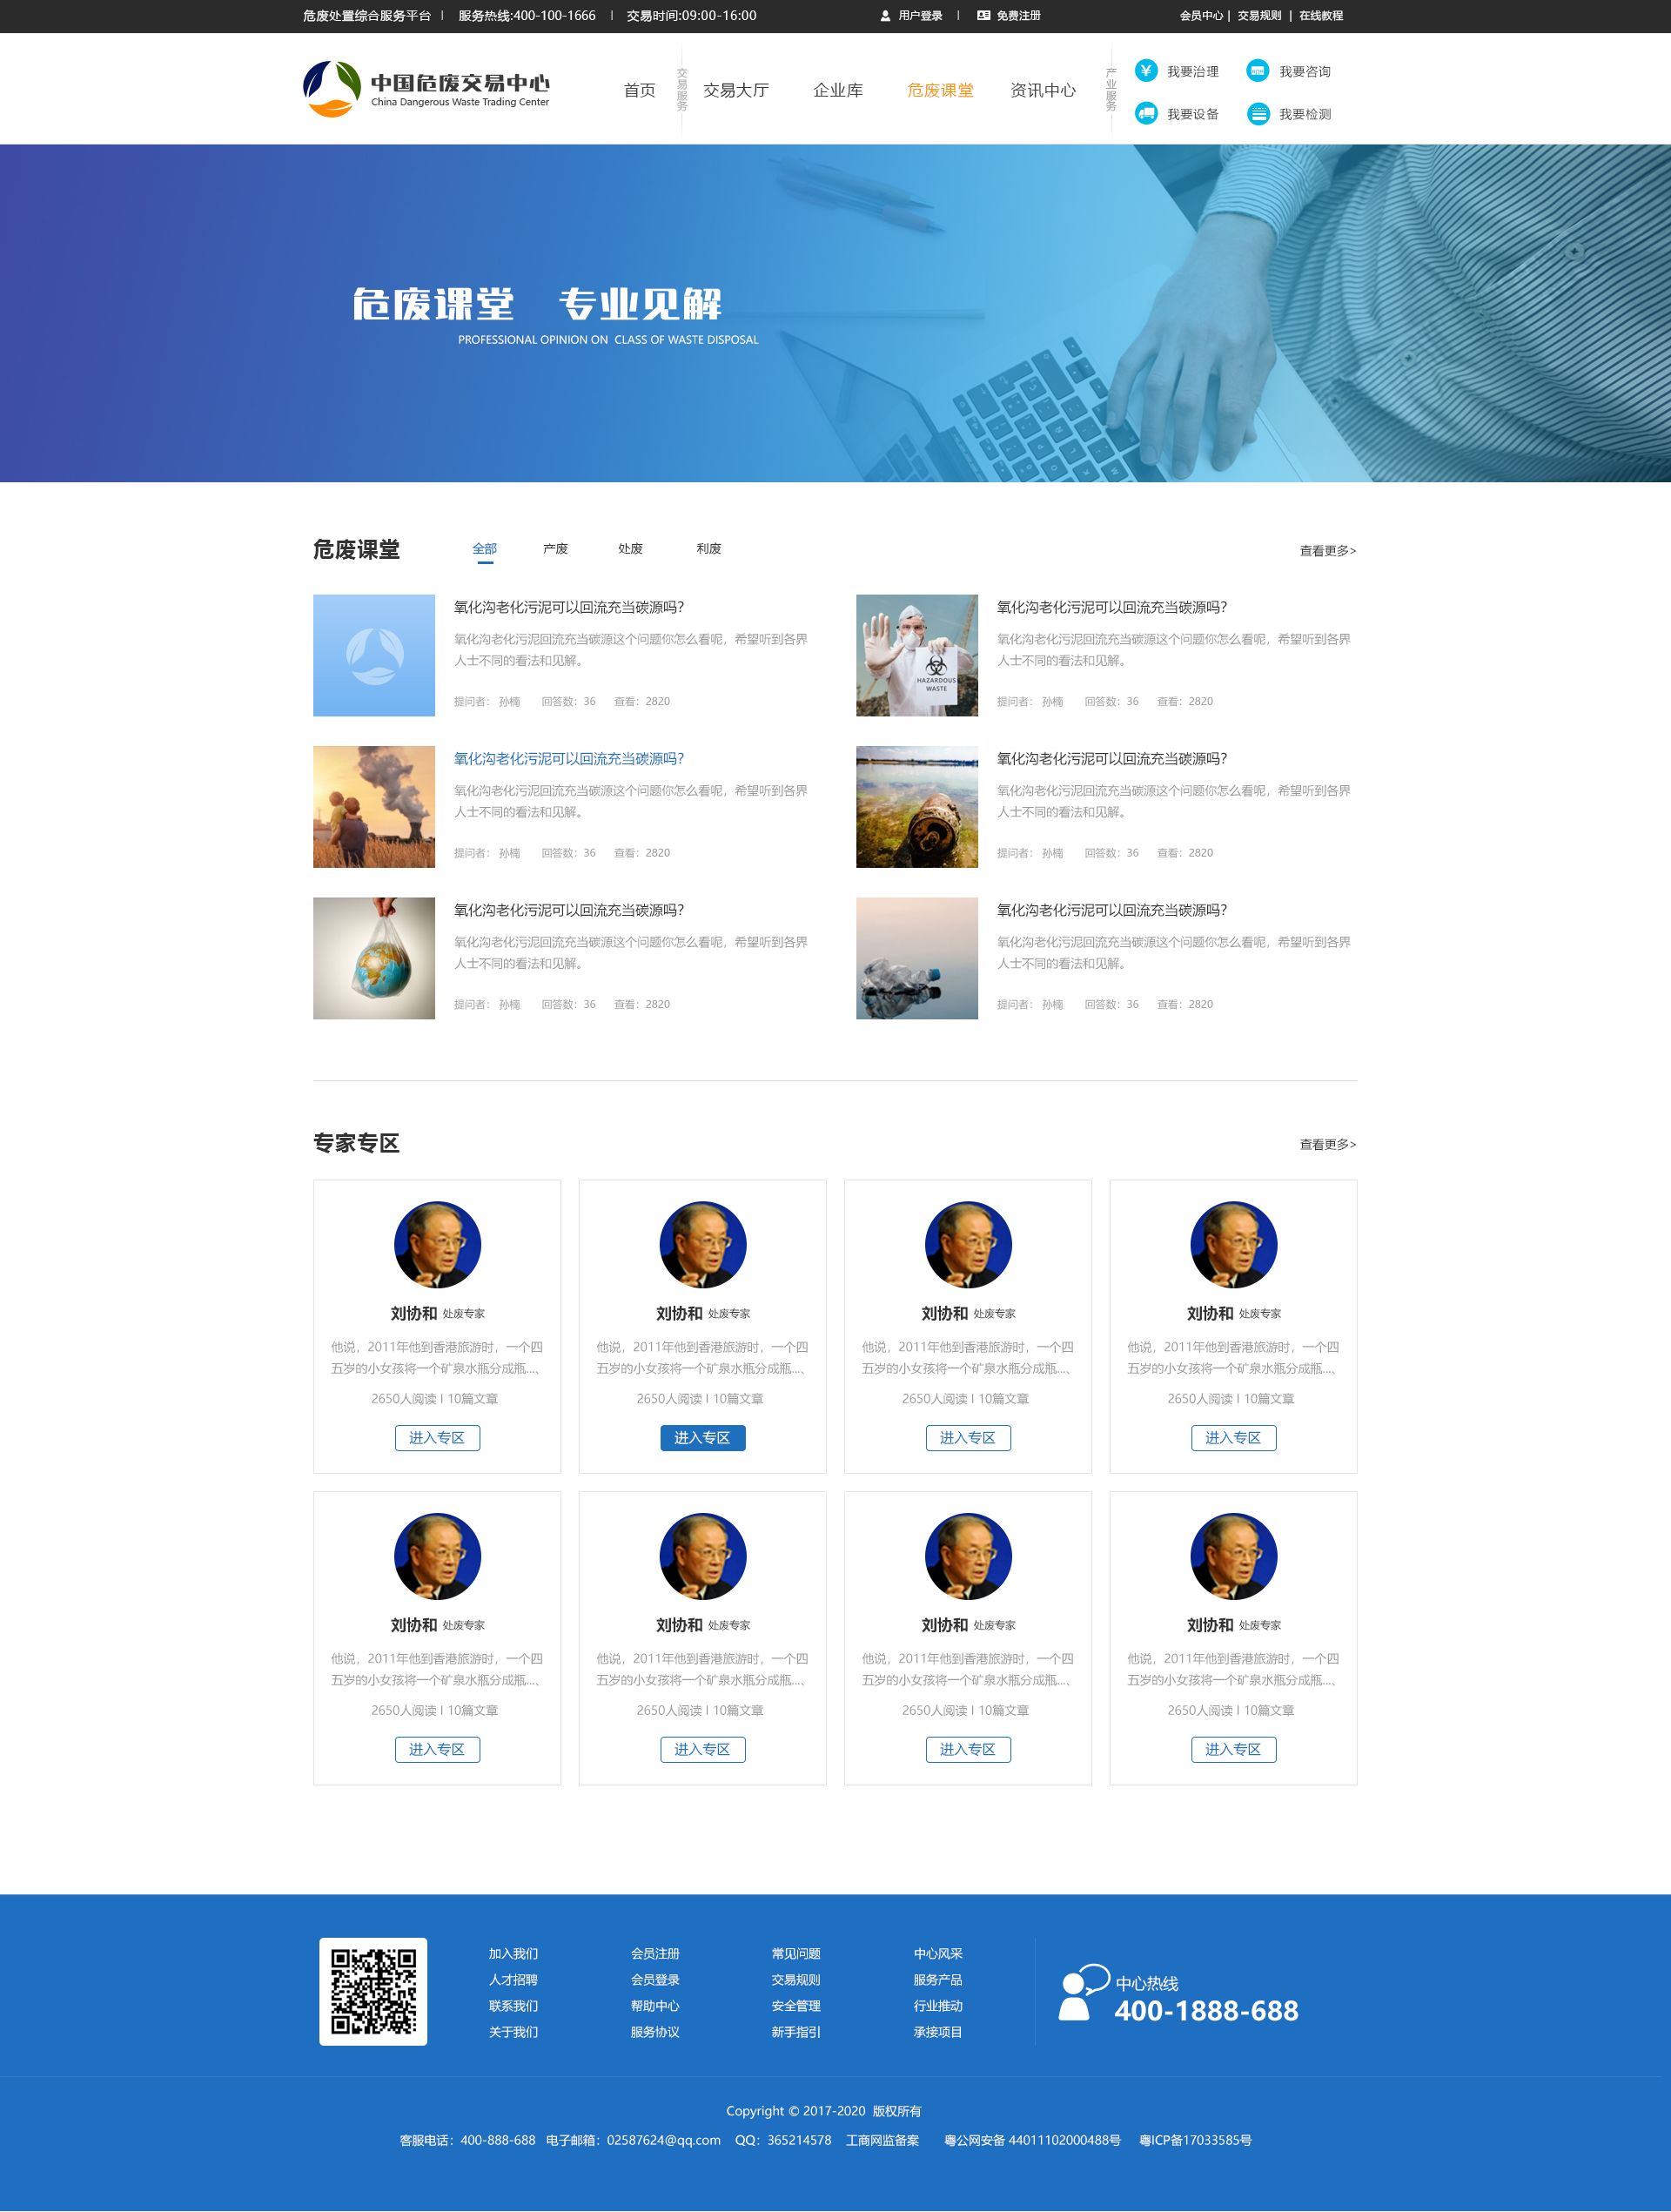 危废处置综合服务平台 | 服务热线:400-100-1666 | 交易时间:09:00-16:00 用户登录 | 免费注册 会员中心 | 交易规则 | 在线教程
中国危废交易中心
China Dangerous Waste Trading Center
首页 交易服务 交易大厅 企业库 危废课堂 资讯中心 产业服务
我要治理 我要咨询
我要设备 我要检测
危废课堂 专业见解
PROFESSIONAL OPINION ON CLASS OF WASTE DISPOSAL
危废课堂 全部 产废 处废 利废 查看更多>
氧化沟老化污泥可以回流充当碳源吗?
氧化沟老化污泥回流充当碳源这个问题你怎么看呢，希望听到各界
人士不同的看法和见解。
提问者： 孙楠 回答数：36 查看：2820
HAZARDOUS
WASTE
氧化沟老化污泥可以回流充当碳源吗?
氧化沟老化污泥回流充当碳源这个问题你怎么看呢，希望听到各界
人士不同的看法和见解。
提问者： 孙楠 回答数：36 查看：2820
氧化沟老化污泥可以回流充当碳源吗?
氧化沟老化污泥回流充当碳源这个问题你怎么看呢，希望听到各界
人士不同的看法和见解。
提问者： 孙楠 回答数：36 查看：2820
氧化沟老化污泥可以回流充当碳源吗?
氧化沟老化污泥回流充当碳源这个问题你怎么看呢，希望听到各界
人士不同的看法和见解。
提问者： 孙楠 回答数：36 查看：2820
氧化沟老化污泥可以回流充当碳源吗?
氧化沟老化污泥回流充当碳源这个问题你怎么看呢，希望听到各界
人士不同的看法和见解。
提问者： 孙楠 回答数：36 查看：2820
氧化沟老化污泥可以回流充当碳源吗?
氧化沟老化污泥回流充当碳源这个问题你怎么看呢，希望听到各界
人士不同的看法和见解。
提问者： 孙楠 回答数：36 查看：2820
专家专区 查看更多>
刘协和 处废专家
他说，2011年他到香港旅游时，一个四
五岁的小女孩将一个矿泉水瓶分成瓶...、
2650人阅读 I 10篇文章
进入专区
刘协和 处废专家
他说，2011年他到香港旅游时，一个四
五岁的小女孩将一个矿泉水瓶分成瓶...、
2650人阅读 I 10篇文章
进入专区
刘协和 处废专家
他说，2011年他到香港旅游时，一个四
五岁的小女孩将一个矿泉水瓶分成瓶...、
2650人阅读 I 10篇文章
进入专区
刘协和 处废专家
他说，2011年他到香港旅游时，一个四
五岁的小女孩将一个矿泉水瓶分成瓶...、
2650人阅读 I 10篇文章
进入专区
刘协和 处废专家
他说，2011年他到香港旅游时，一个四
五岁的小女孩将一个矿泉水瓶分成瓶...、
2650人阅读 I 10篇文章
进入专区
刘协和 处废专家
他说，2011年他到香港旅游时，一个四
五岁的小女孩将一个矿泉水瓶分成瓶...、
2650人阅读 I 10篇文章
进入专区
刘协和 处废专家
他说，2011年他到香港旅游时，一个四
五岁的小女孩将一个矿泉水瓶分成瓶...、
2650人阅读 I 10篇文章
进入专区
刘协和 处废专家
他说，2011年他到香港旅游时，一个四
五岁的小女孩将一个矿泉水瓶分成瓶...、
2650人阅读 I 10篇文章
进入专区
加入我们 会员注册 常见问题 中心风采
人才招聘 会员登录 交易规则 服务产品
联系我们 帮助中心 安全管理 行业推动
关于我们 服务协议 新手指引 承接项目
中心热线
400-1888-688
Copyright © 2017-2020 版权所有
客服电话：400-888-688 电子邮箱：02587624@qq.com QQ：365214578 工商网监备案 粤公网安备 44011102000488号 粤ICP备17033585号